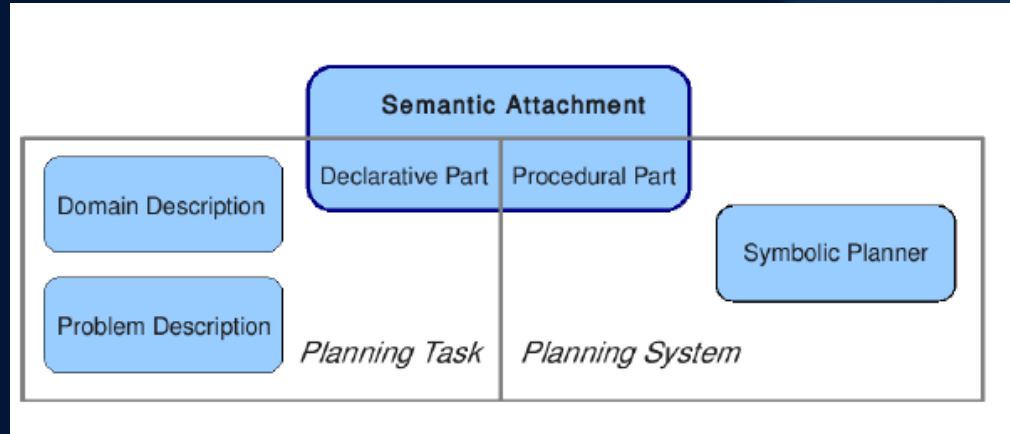 Semantic Attachment
Declarative Part
Procedural Part
Domain Description
Symbolic Planner
Problem Description
Planning Task
Planning System